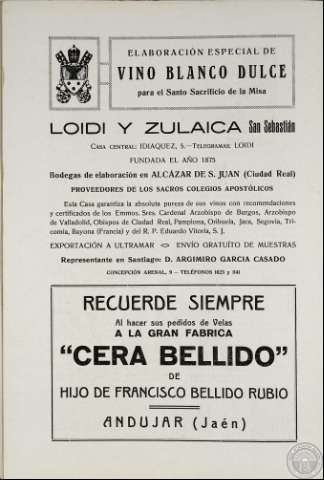 ELABORACIÓN ESPECIAL DE
VINO BLANCO DULCE
para el Santo Sacrificio de la Misa
LOIDI Y ZULAICA San Sebastián
CASA CENTRAL: IDIAQUEZ, 5.—TELEGRAMAS: LOIDI
FUNDADA EL AÑO 1875
Bodegas de elaboración en ALCÁZAR DE S. JUAN (Ciudad Real)
PROVEEDORES DE LOS SACROS COLEGIOS APOSTÓLICOS
Esta Casa garantiza la absoluta pureza de sus vinos con recomendaciones
y certificados de los Emmos. Sres. Cardenal Arzobispo de Burgos, Arzobispo
de Valladolid, Obispos de Ciudad Real, Pamplona, Orihuela, Jaca, Segovia, Tri-
comia, Bayona (Francia) y del R. P. Eduardo Vitoria, S. J.
EXPORTACIÓN A ULTRAMAR ENVÍO GRATUÍTO DE MUESTRAS
Representante en Santiago: D. ARGIMIRO GARCIA CASADO
CONCEPCIÓN ARENAL, 9 — TELÉFONOS 1623 y 1141
RECUERDE SIEMPRE
Al hacer sus pedidos de Velas
A LA GRAN FABRICA
"CERA BELLIDO"
DE
HIJO DE FRANCISCO BELLIDO RUBIO
ANDUJAR (Jaén)